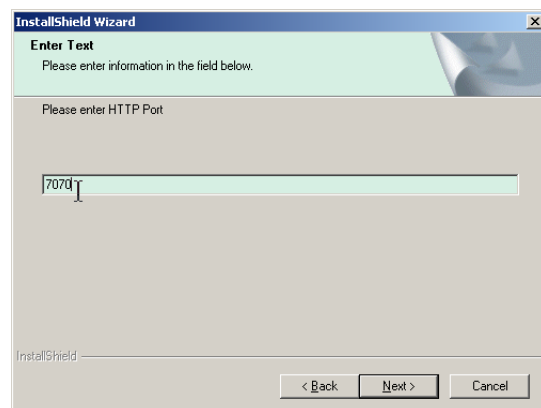 InstallShield Wizard
Enter Text
Please enter information in the field below.
Please enter HTTP Port
7070
InstallShield
< Back
Next >
Cancel